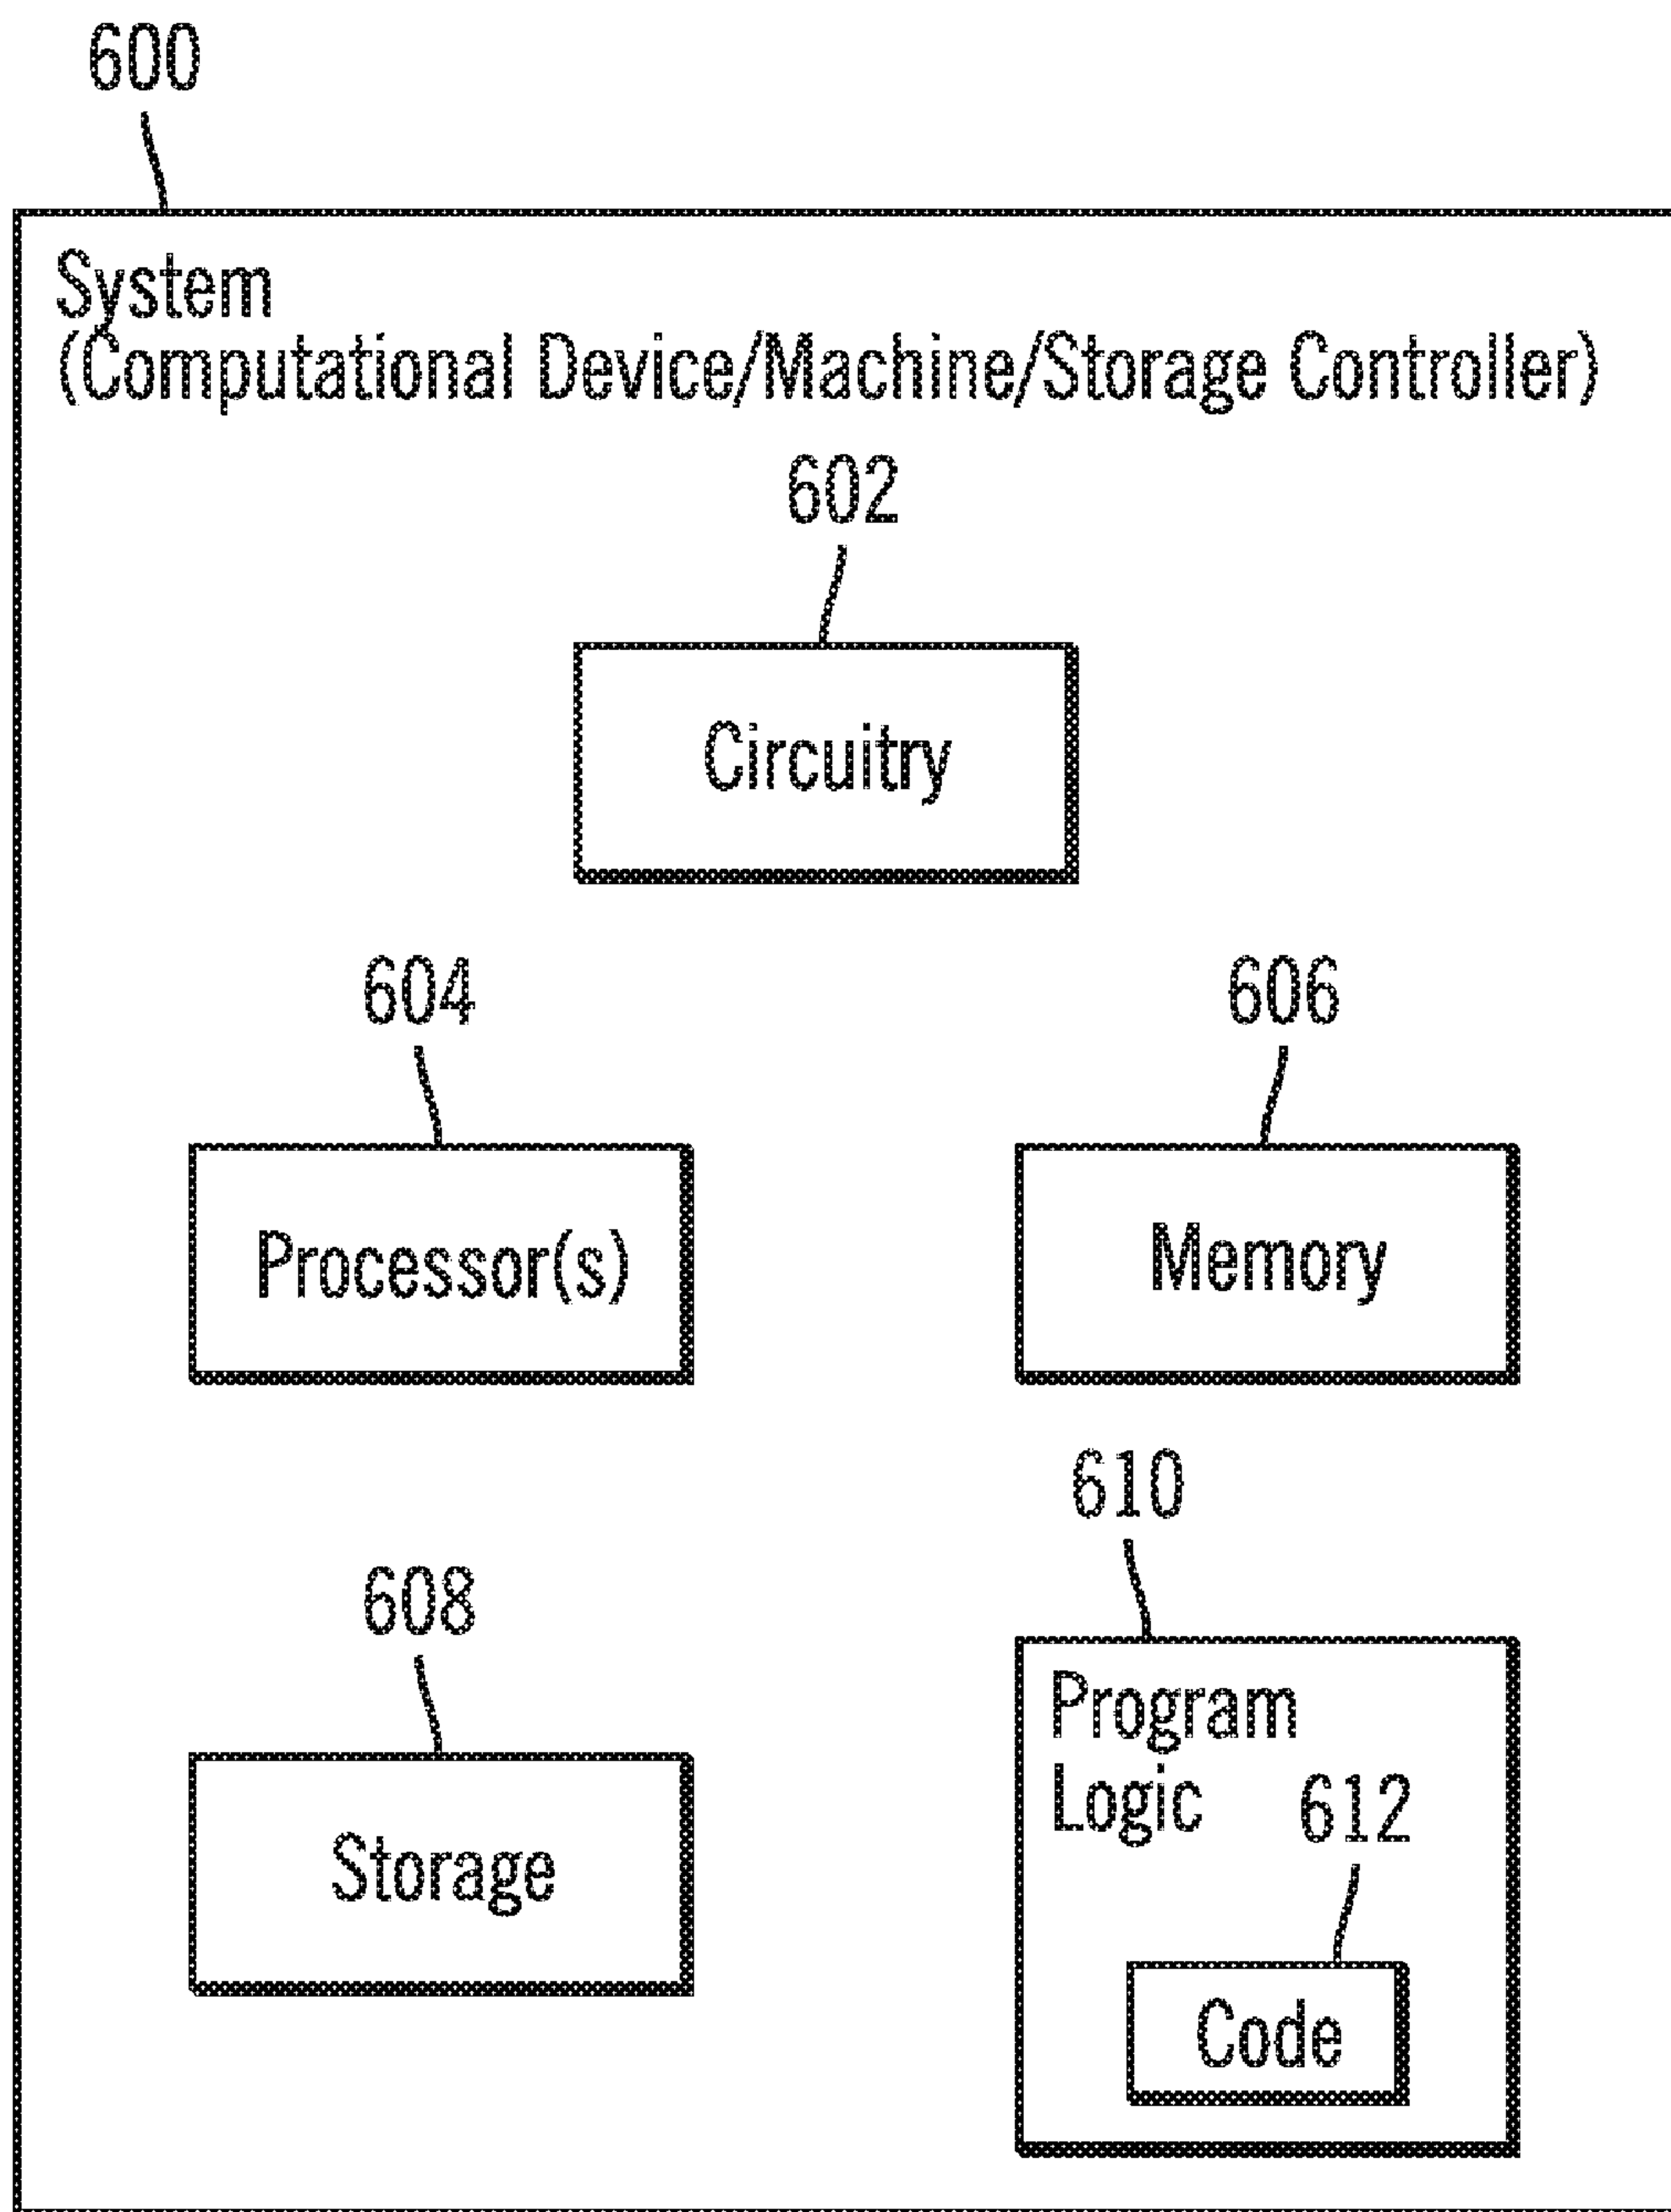 600
System
(Computational Device/Machine/Storage Controller)
602
Circuitry
604
606
Processor(s)
Memory
610
608
Program
Logic
612
Storage
Code